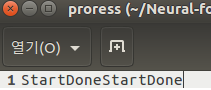 proress (~/Neural-fo
열기(O)
1 StartDoneStartDone